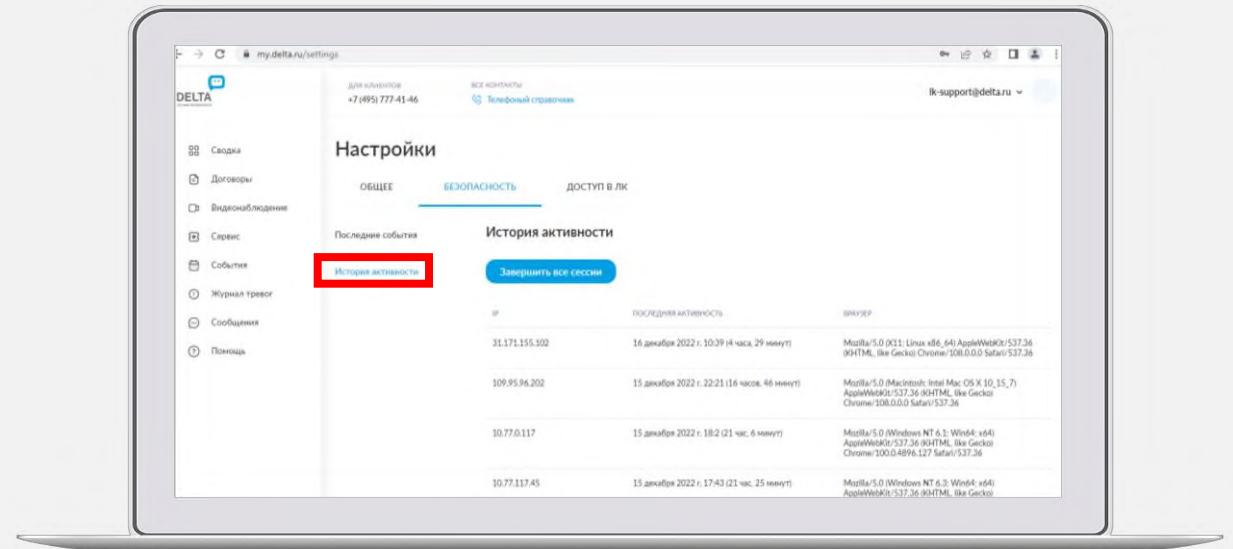 my.delta.ru/settings
DELTA
ДЛЯ КЛИЕНТОВ
+7 (495) 777-41-46
ВСЕ КОНТАКТЫ
Телефоный справочник
lk-support@delta.ru
Сводка
Договоры
Видеонаблюдение
Сервис
События
Журнал тревог
Сообщения
Помощь
Настройки
ОБЩЕЕ БЕЗОПАСНОСТЬ ДОСТУП В ЛК
Последние события
История активности
История активности
Завершить все сессии
IP ПОСЛЕДНЯЯ АКТИВНОСТЬ БРАУЗЕР
31.171.155.102 16 декабря 2022 г. 10:39 (4 часа, 29 минут) Mozilla/5.0 (X11; Linux x86_64) AppleWebKit/537.36
(KHTML, like Gecko) Chrome/108.0.0.0 Safari/537.36
109.95.96.202 15 декабря 2022 г. 22:21 (16 часов, 46 минут) Mozilla/5.0 (Macintosh; Intel Mac OS X 10_15_7)
AppleWebKit/537.36 (KHTML, like Gecko)
Chrome/108.0.0.0 Safari/537.36
10.77.0.117 15 декабря 2022 г. 18:2 (21 час, 6 минут) Mozilla/5.0 (Windows NT 6.1; Win64; x64)
AppleWebKit/537.36 (KHTML, like Gecko)
Chrome/100.0.4896.127 Safari/537.36
10.77.117.45 15 декабря 2022 г. 17:43 (21 час, 25 минут) Mozilla/5.0 (Windows NT 6.3; Win64; x64)
AppleWebKit/537.36 (KHTML, like Gecko)